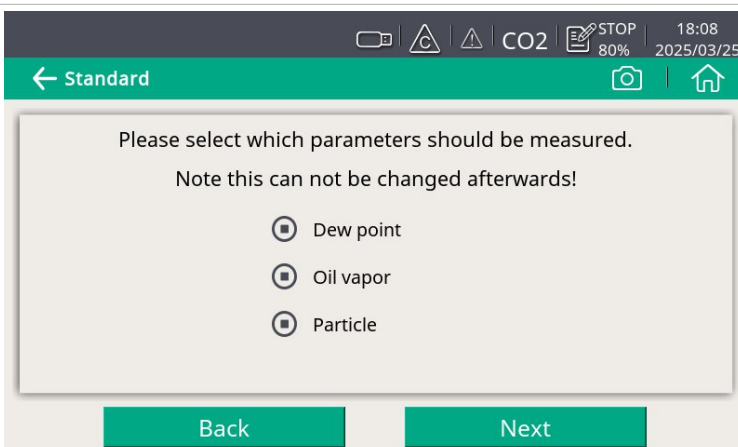 CO2
STOP
80%
18:08
2025/03/25
Standard
Please select which parameters should be measured.
Note this can not be changed afterwards!
Dew point
Oil vapor
Particle
Back
Next